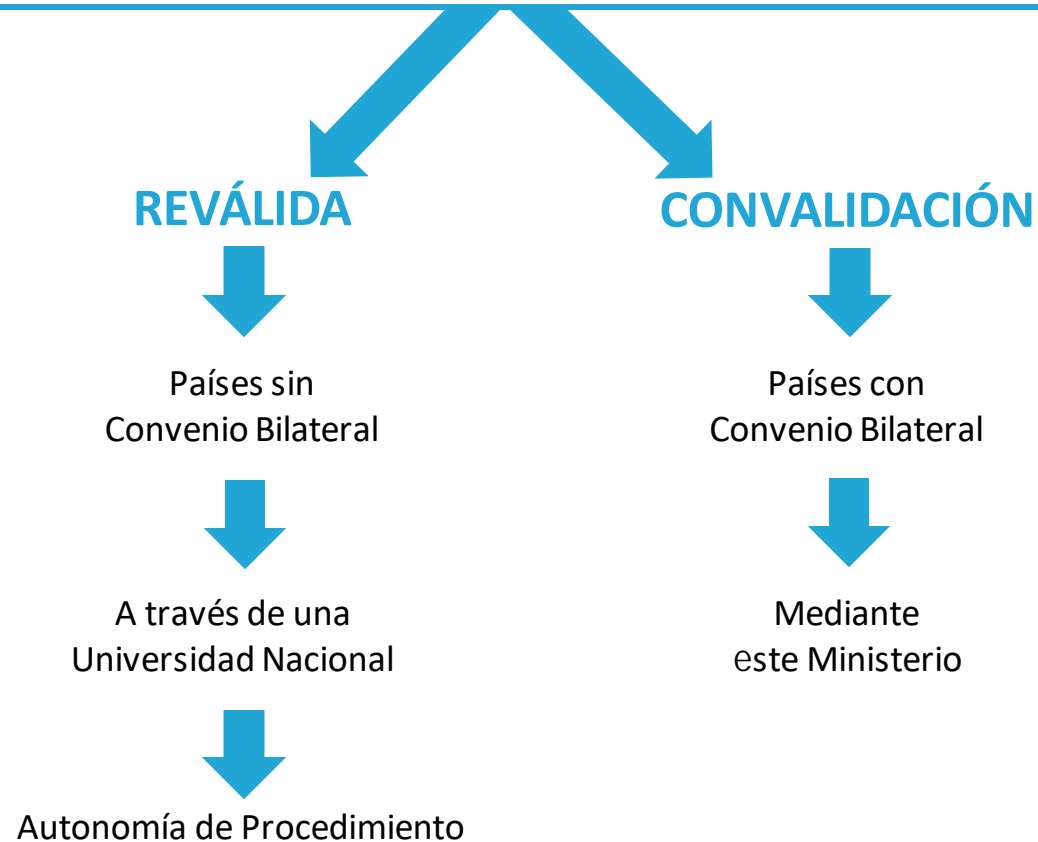 REVÁLIDA
Países sin
Convenio Bilateral
A través de una
Universidad Nacional
Autonomía de Procedimiento
CONVALIDACIÓN
Países con
Convenio Bilateral
Mediante
este Ministerio